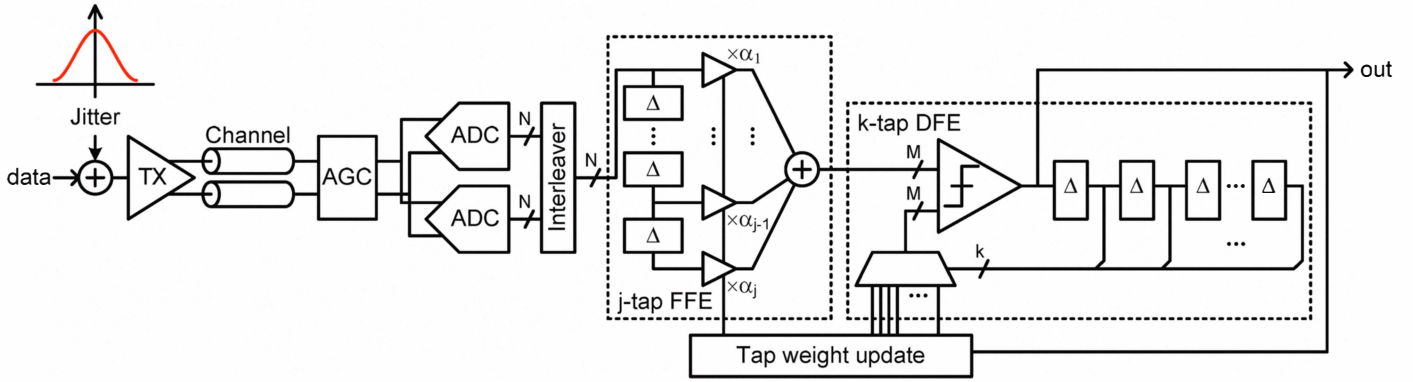 Jitter
data
TX
Channel
AGC
ADC
ADC
N
N
Interleaver
N
Δ
Δ
Δ
×α1
×αj-1
×αj
j-tap FFE
k-tap DFE
M
M
Δ
Δ
Δ
Δ
k
out
Tap weight update